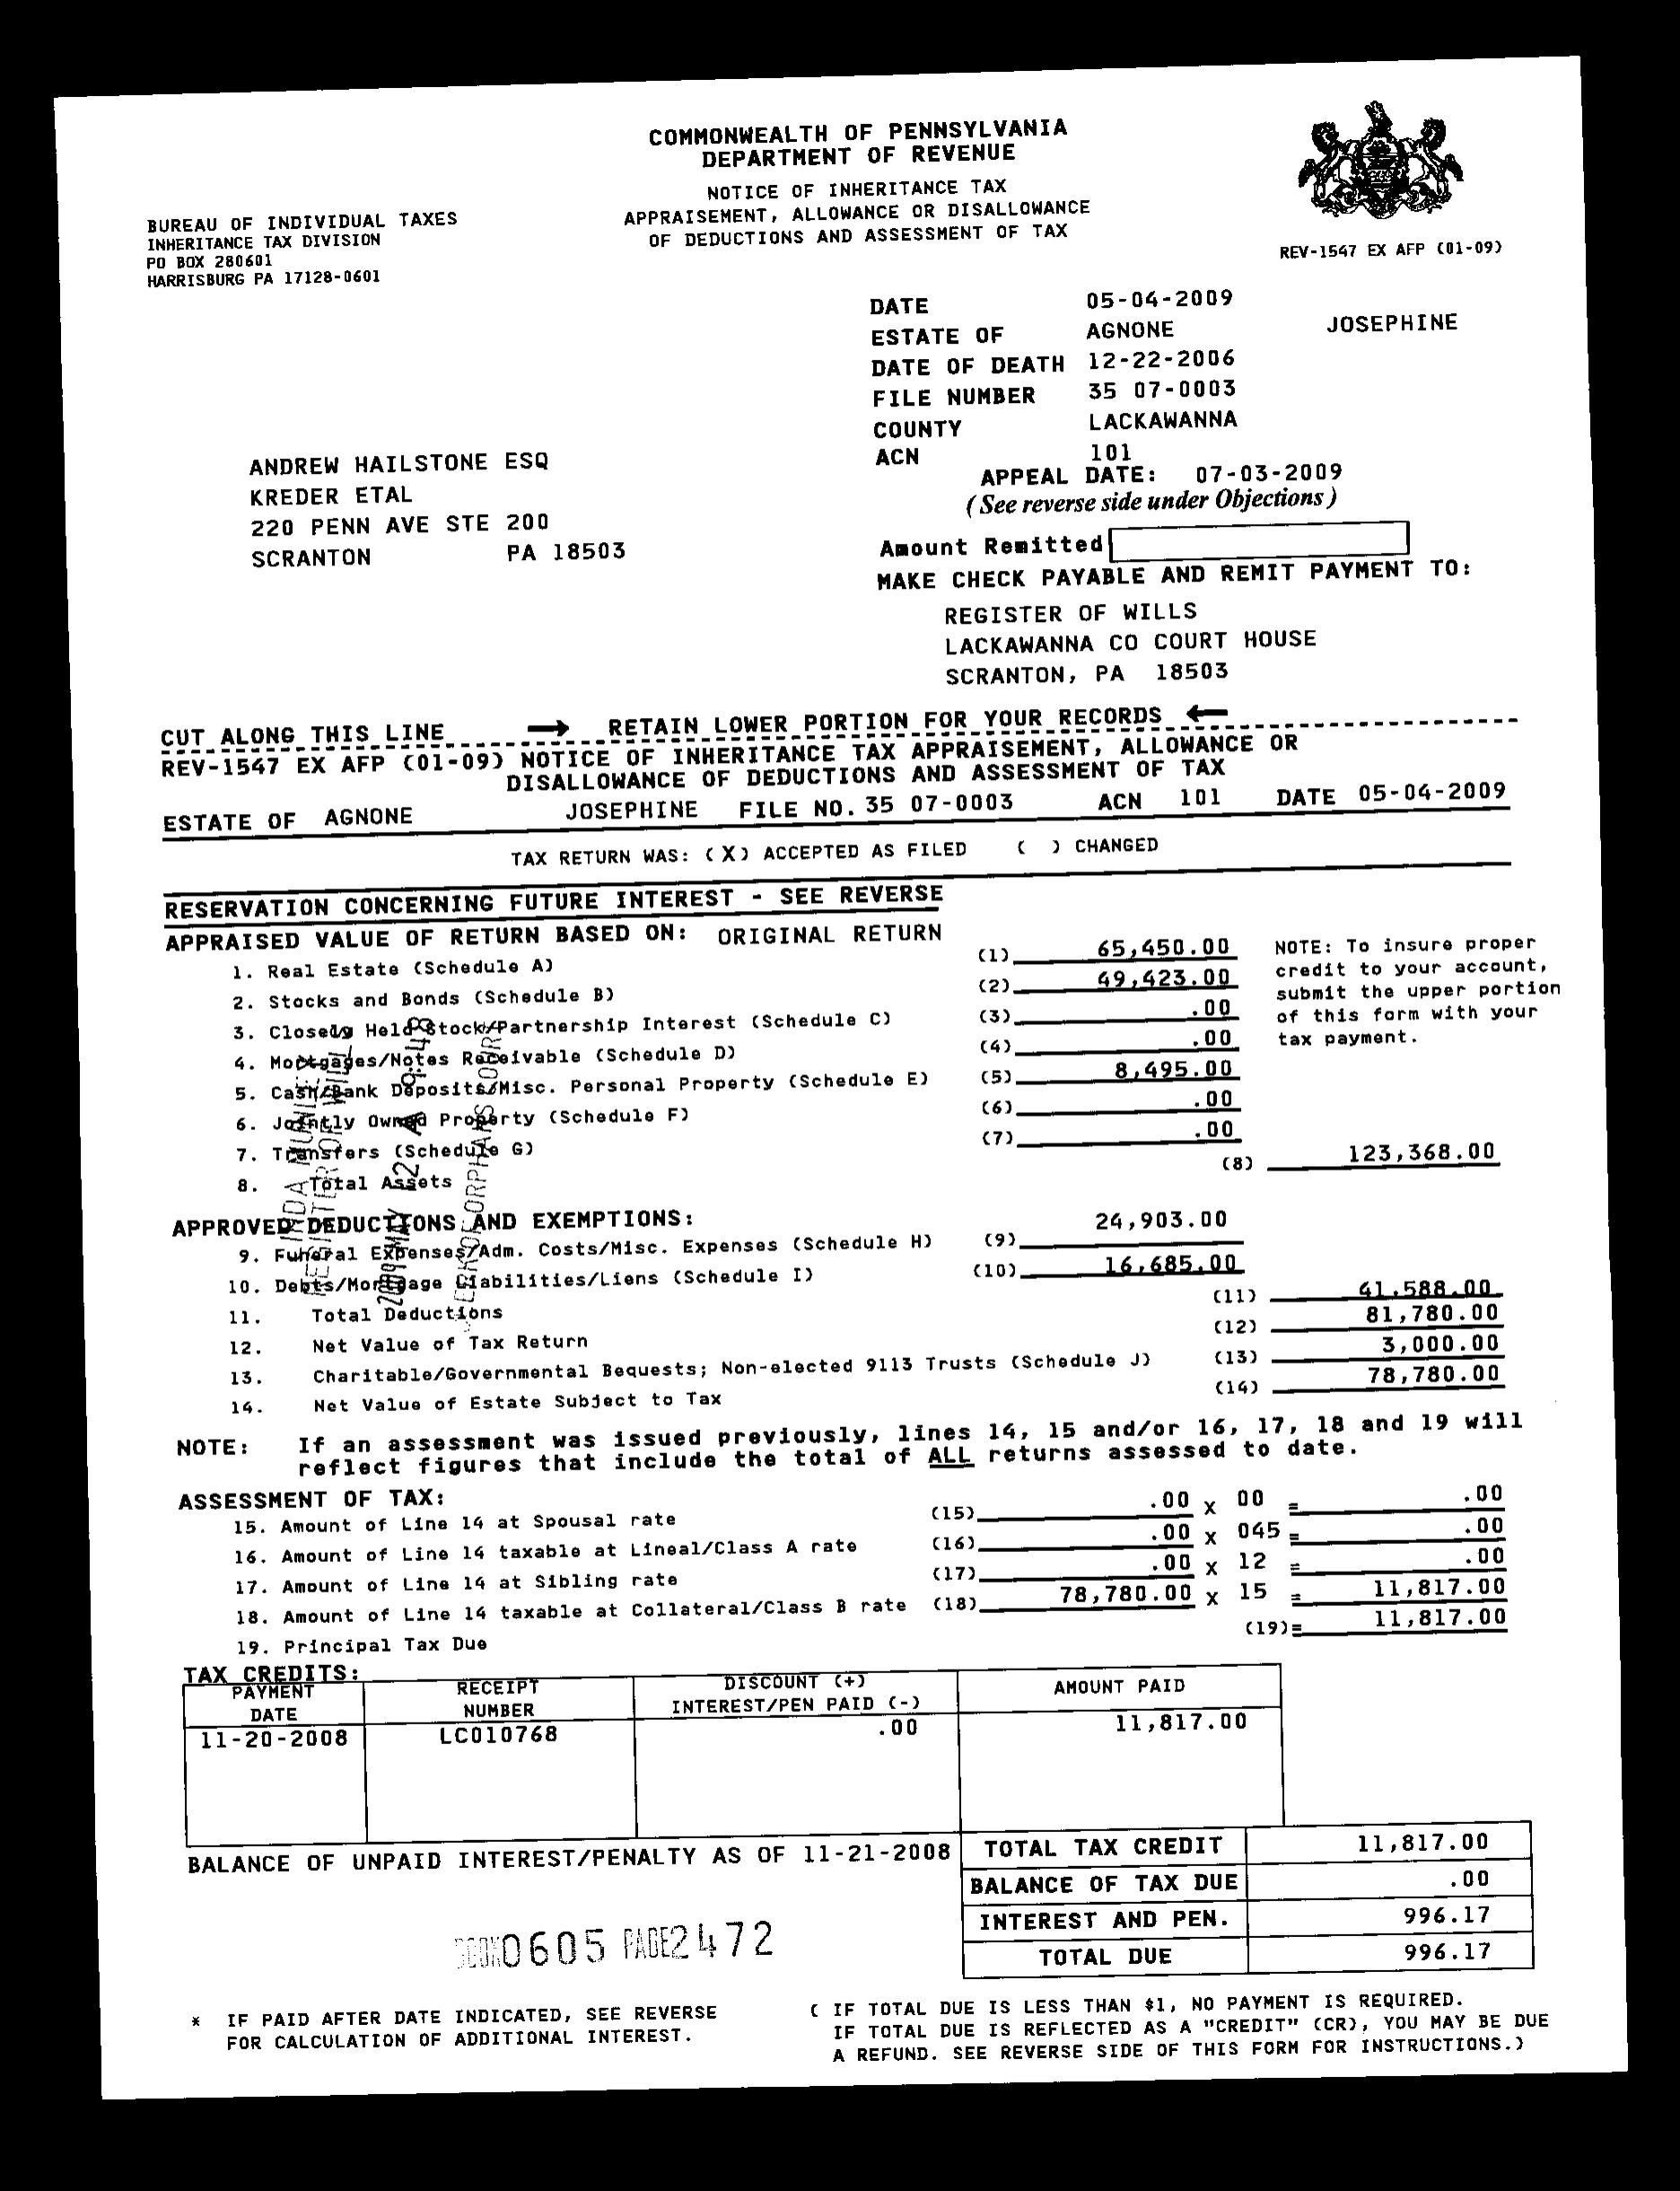 COMMONWEALTH OF PENNSYLVANIA
DEPARTMENT OF REVENUE
NOTICE OF INHERITANCE TAX
APPRAISEMENT, ALLOWANCE OR DISALLOWANCE
OF DEDUCTIONS AND ASSESSMENT OF TAX
BUREAU OF INDIVIDUAL TAXES
INHERITANCE TAX DIVISION
PO BOX 280601
HARRISBURG PA 17128-0601
REV-1547 EX AFP (01-09)
DATE 05-04-2009
ESTATE OF AGNONE JOSEPHINE
DATE OF DEATH 12-22-2006
FILE NUMBER 35 07-0003
COUNTY LACKAWANNA
ACN 101
APPEAL DATE: 07-03-2009
(See reverse side under Objections)
ANDREW HAILSTONE ESQ
KREDER ETAL
220 PENN AVE STE 200
SCRANTON PA 18503
Amount Remitted
MAKE CHECK PAYABLE AND REMIT PAYMENT TO:
REGISTER OF WILLS
LACKAWANNA CO COURT HOUSE
SCRANTON, PA 18503
CUT ALONG THIS LINE → RETAIN LOWER PORTION FOR YOUR RECORDS ←
REV-1547 EX AFP (01-09) NOTICE OF INHERITANCE TAX APPRAISEMENT, ALLOWANCE OR
DISALLOWANCE OF DEDUCTIONS AND ASSESSMENT OF TAX
ESTATE OF AGNONE JOSEPHINE FILE NO. 35 07-0003 ACN 101 DATE 05-04-2009
TAX RETURN WAS: (X) ACCEPTED AS FILED ( ) CHANGED
RESERVATION CONCERNING FUTURE INTEREST - SEE REVERSE
APPRAISED VALUE OF RETURN BASED ON: ORIGINAL RETURN
1. Real Estate (Schedule A) (1) 65,450.00
2. Stocks and Bonds (Schedule B) (2) 49,423.00
3. Closely Held Stock/Partnership Interest (Schedule C) (3) .00
4. Mortgages/Notes Receivable (Schedule D) (4) .00
5. Cash/Bank Deposits/Misc. Personal Property (Schedule E) (5) 8,495.00
6. Jointly Owned Property (Schedule F) (6) .00
7. Transfers (Schedule G) (7) .00
8. Total Assets (8) 123,368.00
NOTE: To insure proper
credit to your account,
submit the upper portion
of this form with your
tax payment.
APPROVED DEDUCTIONS AND EXEMPTIONS:
9. Funeral Expenses/Adm. Costs/Misc. Expenses (Schedule H) (9) 24,903.00
10. Debts/Mortgage Liabilities/Liens (Schedule I) (10) 16,685.00
11. Total Deductions (11) 41,588.00
12. Net Value of Tax Return (12) 81,780.00
13. Charitable/Governmental Bequests; Non-elected 9113 Trusts (Schedule J) (13) 3,000.00
14. Net Value of Estate Subject to Tax (14) 78,780.00
REGISTER OF WILLS
2009 MAY 12 A 9: 48
CLERK OF ORPHANS COURT
NOTE: If an assessment was issued previously, lines 14, 15 and/or 16, 17, 18 and 19 will
reflect figures that include the total of ALL returns assessed to date.
ASSESSMENT OF TAX:
15. Amount of Line 14 at Spousal rate (15) .00 x 00 = .00
16. Amount of Line 14 taxable at Lineal/Class A rate (16) .00 x 045 = .00
17. Amount of Line 14 at Sibling rate (17) .00 x 12 = .00
18. Amount of Line 14 taxable at Collateral/Class B rate (18) 78,780.00 x 15 = 11,817.00
19. Principal Tax Due (19)= 11,817.00
TAX CREDITS:
PAYMENT DATE RECEIPT NUMBER DISCOUNT (+) INTEREST/PEN PAID (-) AMOUNT PAID
11-20-2008 LC010768 .00 11,817.00
BALANCE OF UNPAID INTEREST/PENALTY AS OF 11-21-2008
TOTAL TAX CREDIT 11,817.00
BALANCE OF TAX DUE .00
INTEREST AND PEN. 996.17
TOTAL DUE 996.17
BOOK0605 PAGE2472
* IF PAID AFTER DATE INDICATED, SEE REVERSE
FOR CALCULATION OF ADDITIONAL INTEREST.
( IF TOTAL DUE IS LESS THAN $1, NO PAYMENT IS REQUIRED.
IF TOTAL DUE IS REFLECTED AS A "CREDIT" (CR), YOU MAY BE DUE
A REFUND. SEE REVERSE SIDE OF THIS FORM FOR INSTRUCTIONS.)